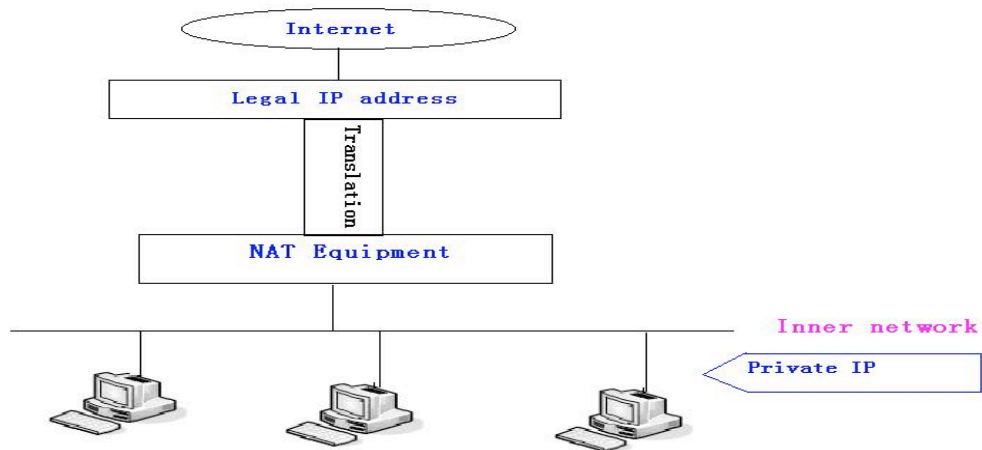 Internet
Legal IP address
Translation
NAT Equipment
Inner network
Private IP